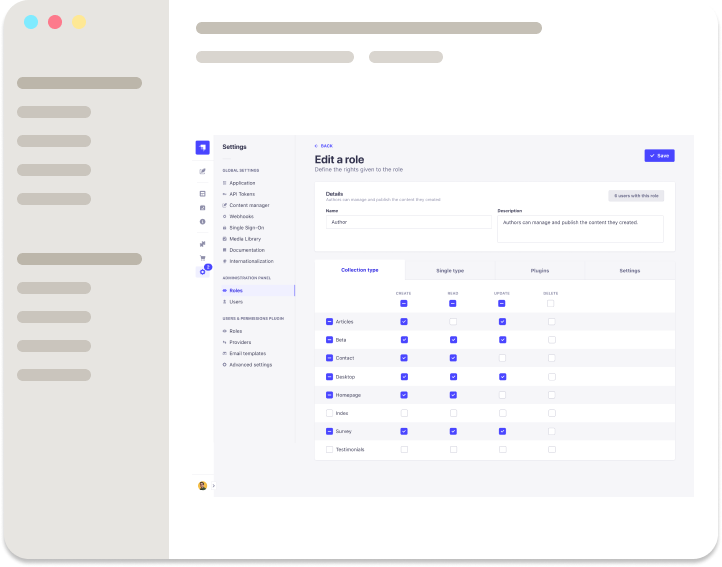 Settings
GLOBAL SETTINGS
Application
API Tokens
Content manager
Webhooks
Single Sign-On
Media Library
Documentation
Internationalization
ADMINISTRATION PANEL
Roles
Users
USERS & PERMISSIONS PLUGIN
Roles
Providers
Email templates
Advanced settings
2
BACK
Edit a role
Define the rights given to the role
Save
Details
Authors can manage and publish the content they created
6 users with this role
Name
Description
Author
Authors can manage and publish the content they created.
Collection type
Single type
Plugins
Settings
CREATE READ UPDATE DELETE
Articles
Beta
Contact
Desktop
Homepage
Index
Survey
Testimonials